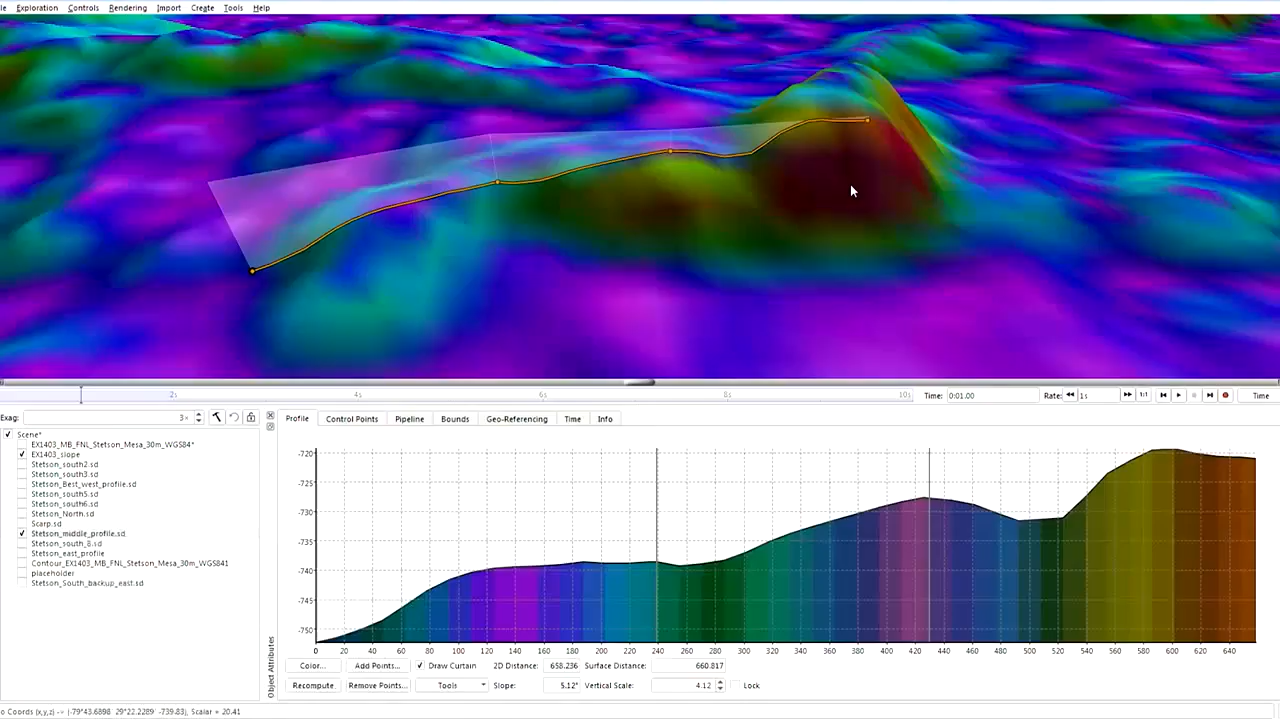 le Exploration Controls Rendering Import Create Tools Help
2s 4s 6s 8s 10s Time: 0:01.00 Rate: 1s 1:1 Time
Exag: 3× Profile Control Points Pipeline Bounds Geo-Referencing Time Info
Scene*
EX1403_MB_FNL_Stetson_Mesa_30m_WGS84*
EX1403_slope
Stetson_south2.sd
Stetson_south3.sd
Stetson_Best_west_profile.sd
Stetson_south5.sd
Stetson_south6.sd
Stetson_North.sd
Scarp.sd
Stetson_middle_profile.sd
Stetson_south_8.sd
Stetson_east_profile
Contour_EX1403_MB_FNL_Stetson_Mesa_30m_WGS841
placeholder
Stetson_South_backup_east.sd
Object Attributes
-720
-725
-730
-735
-740
-745
-750
0 20 40 60 80 100 120 140 160 180 200 220 240 260 280 300 320 340 360 380 400 420 440 460 480 500 520 540 560 580 600 620 640
Color... Add Points... Draw Curtain 2D Distance: 658.236 Surface Distance: 660.817
Recompute Remove Points... Tools Slope: 5.12° Vertical Scale: 4.12 Lock
o Coords (x,y,z) -> (-79°43.6898' 29°22.2289' -739.83), Scalar = 20.41